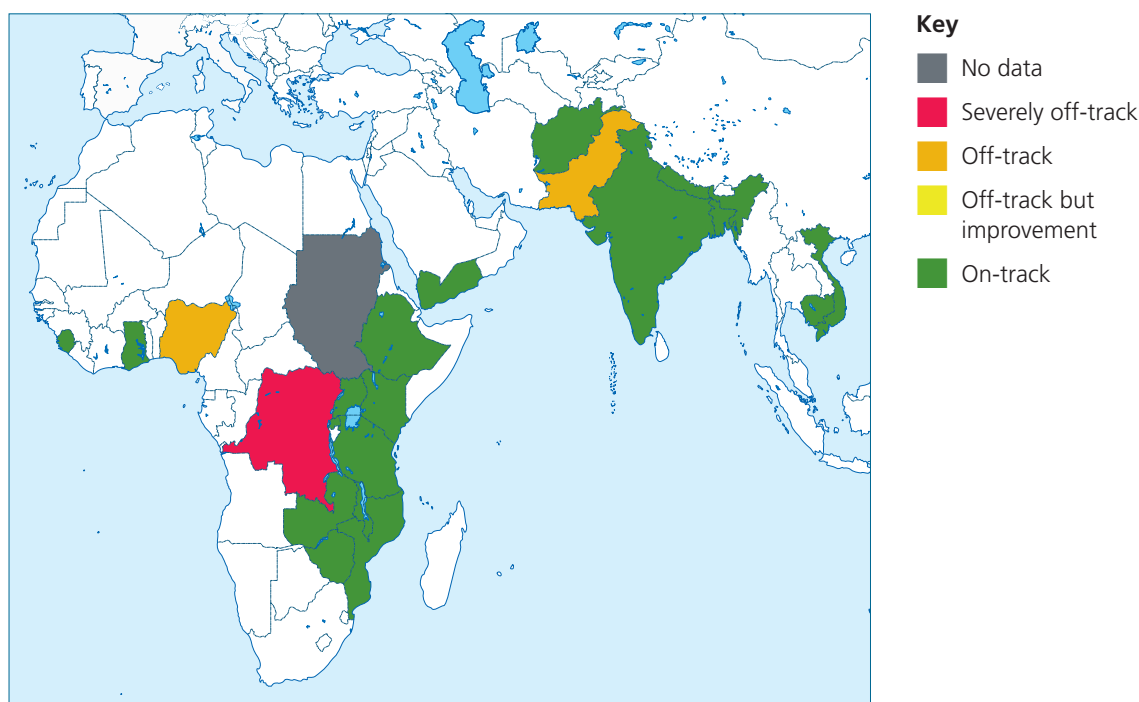 Key
No data
Severely off-track
Off-track
Off-track but
improvement
On-track